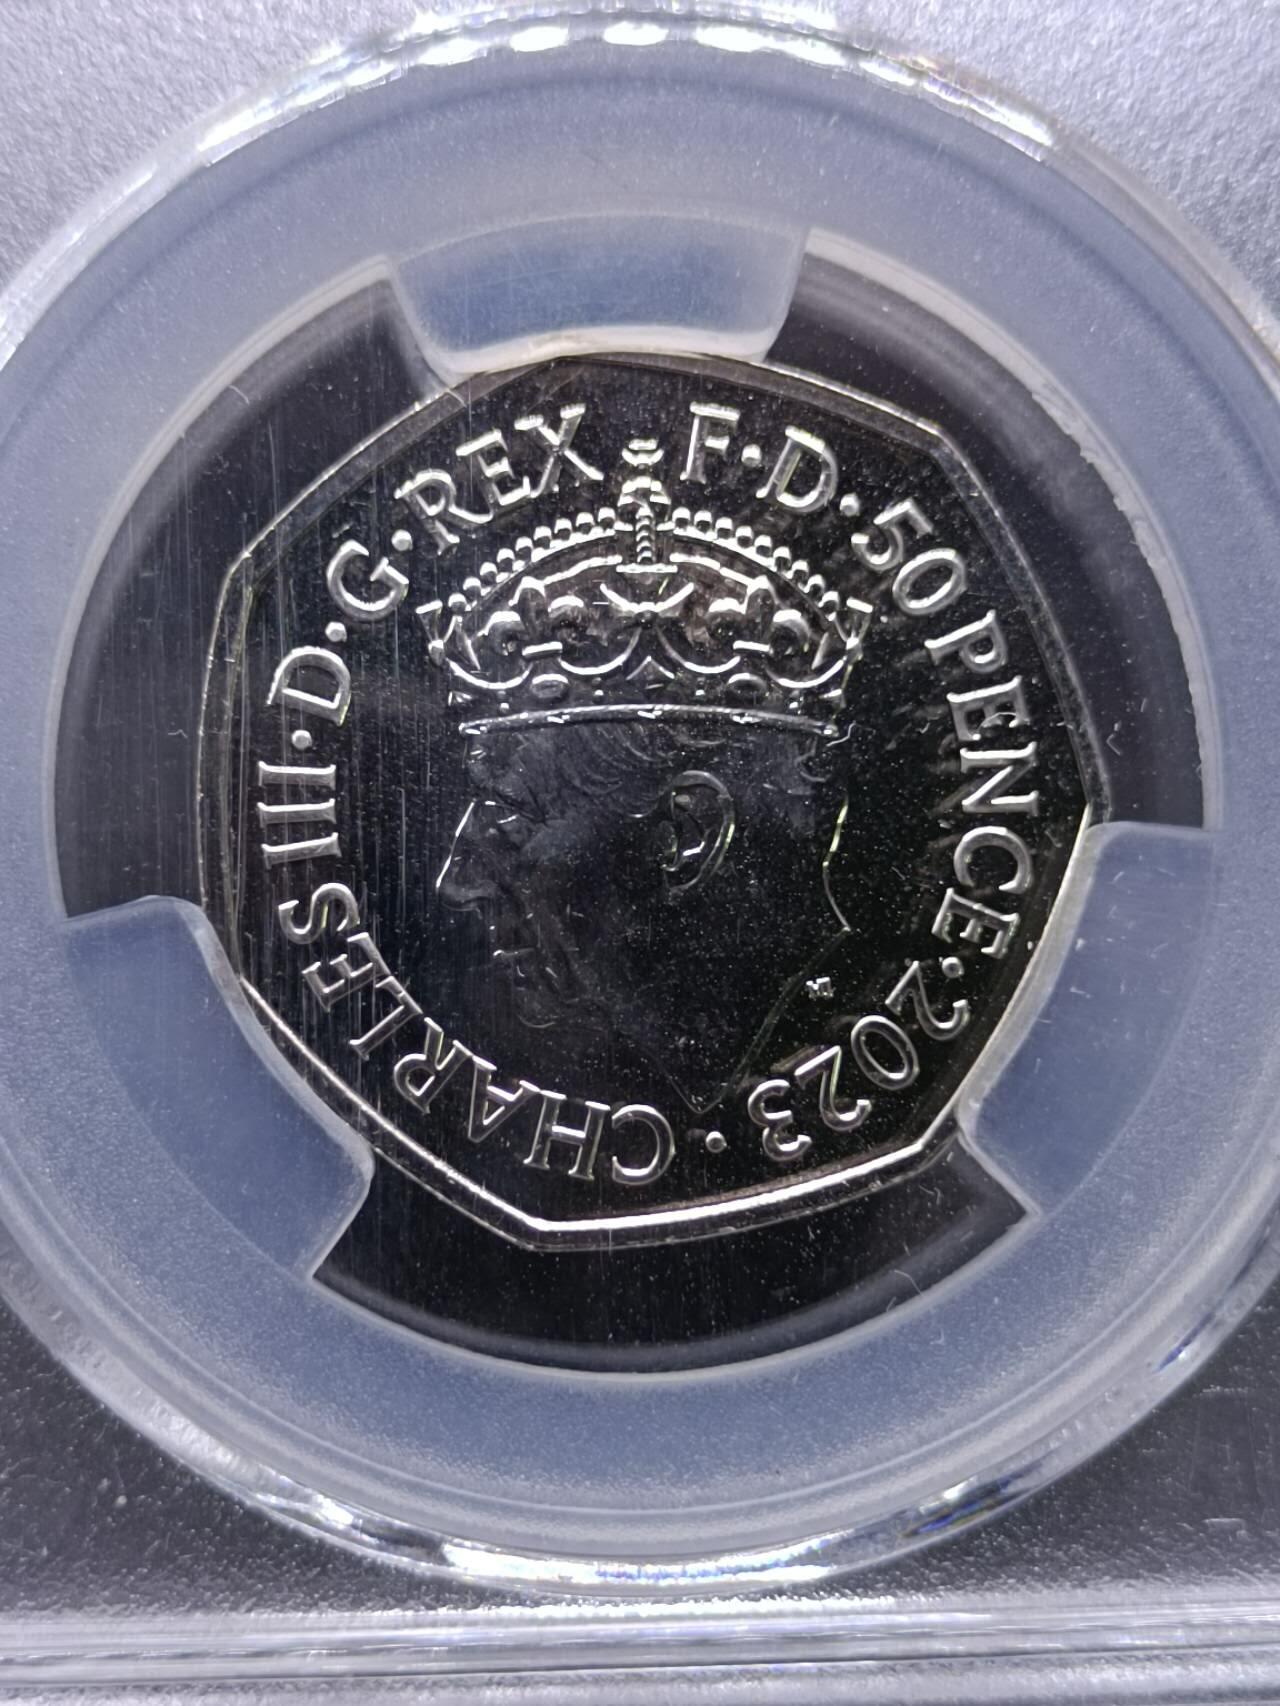 · CHARLES III · D · G · REX · F · D · 50 PENCE · 2023